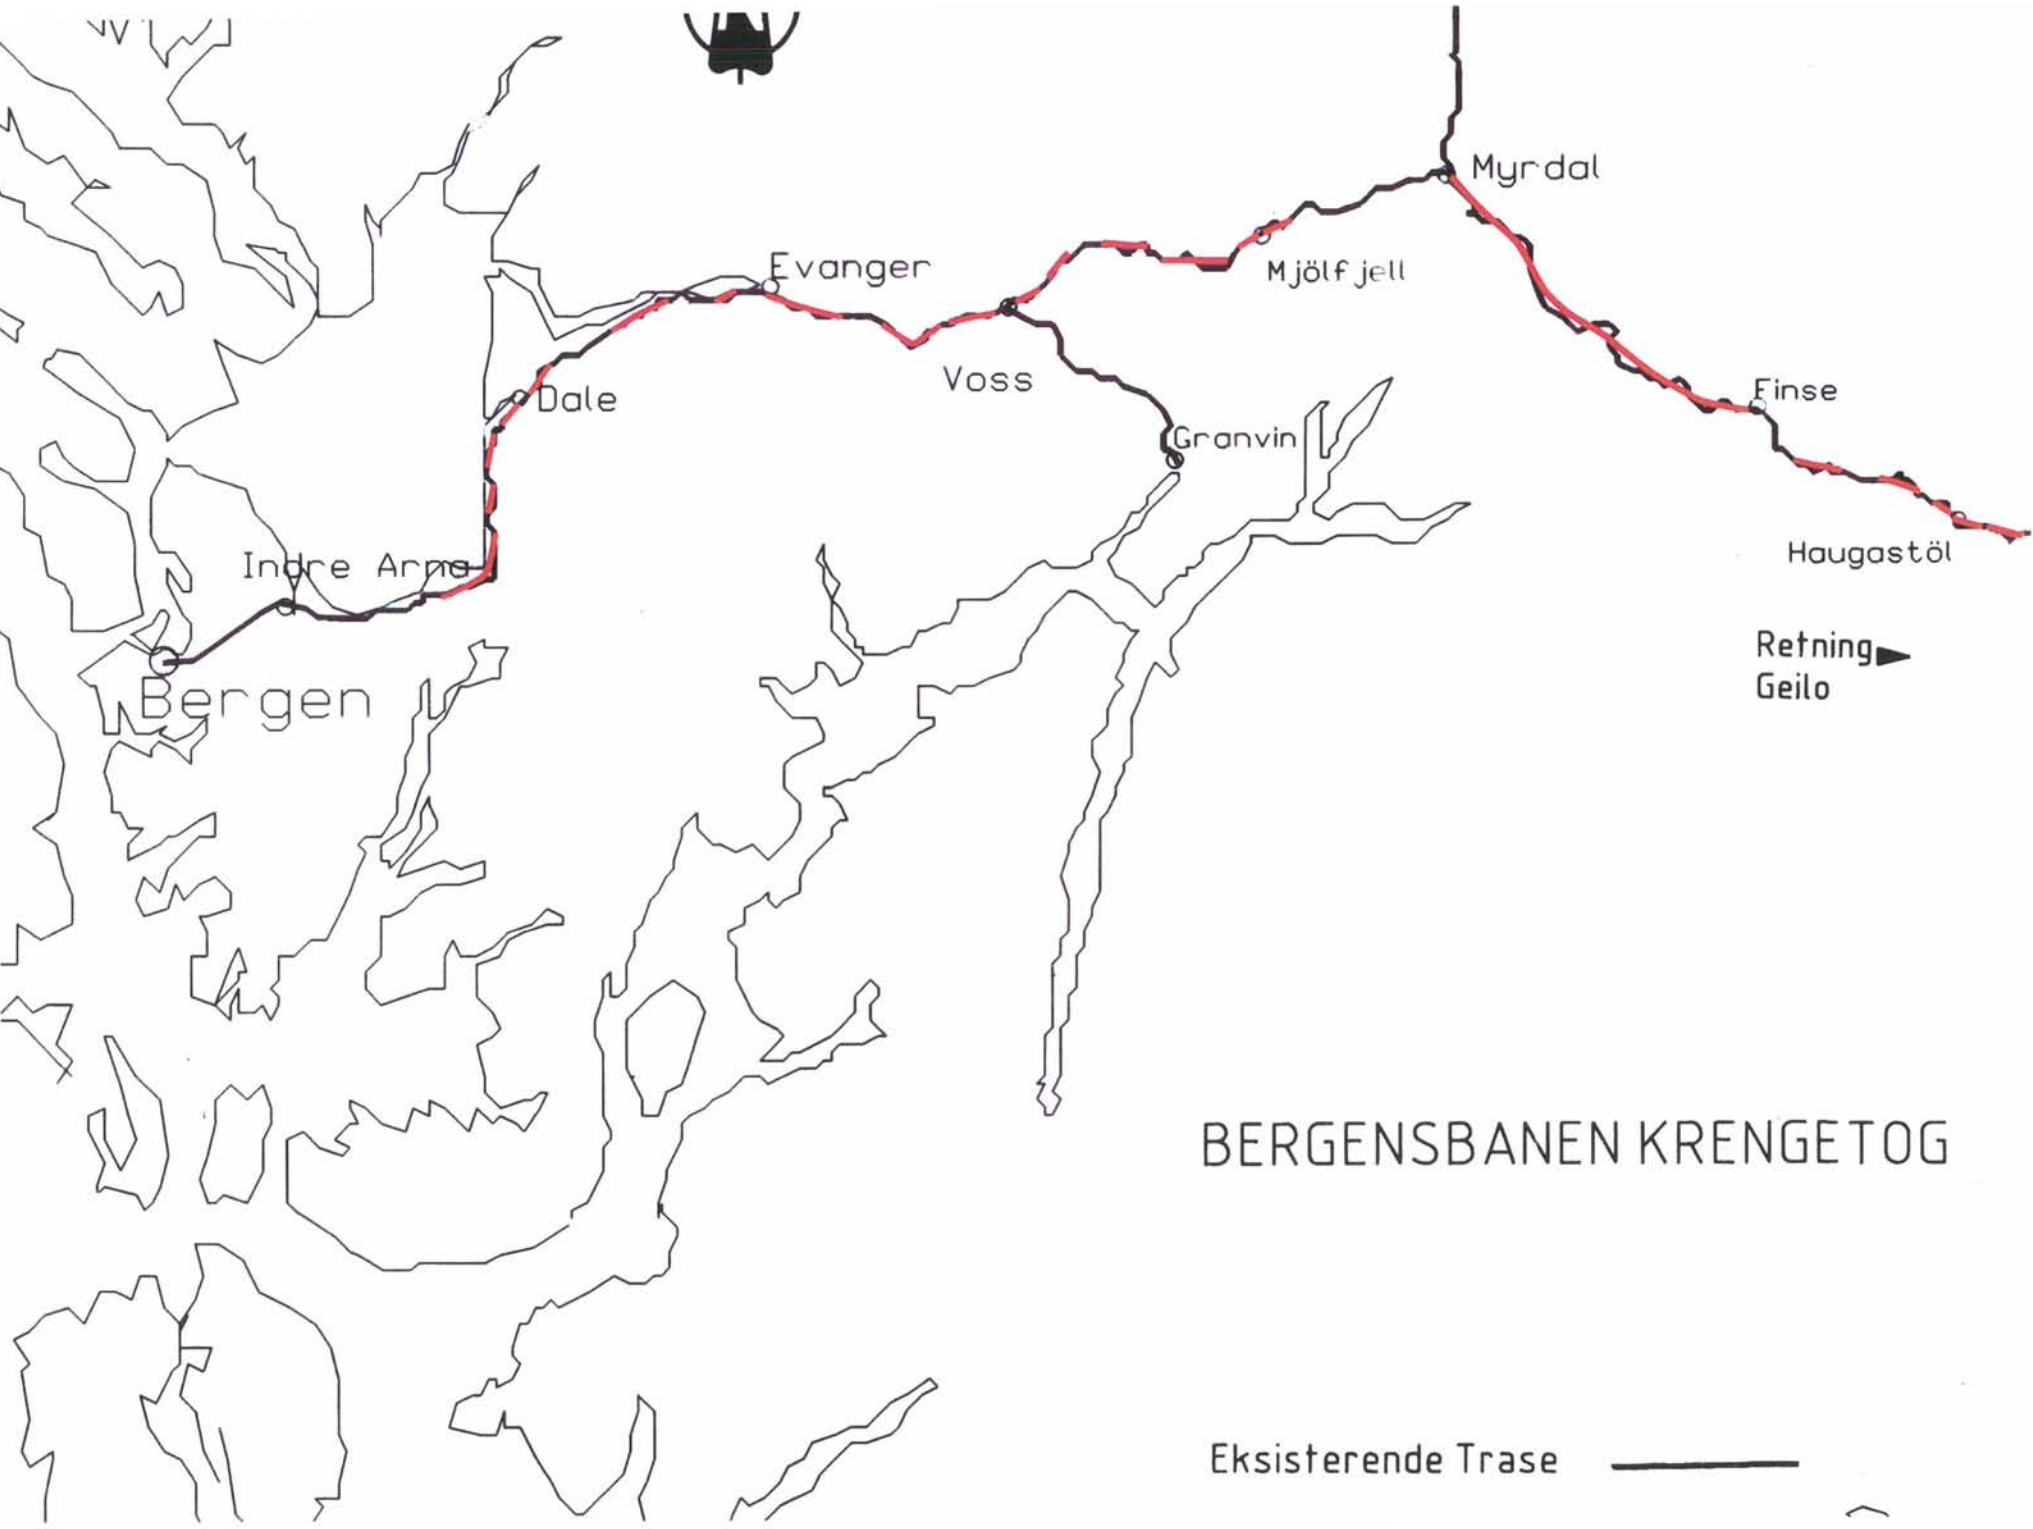 Myrdal
Evanger
Mjölfjell
Voss
Dale
Finse
Granvin
Haugastöl
Indre Arna
Bergen
Retning
Geilo
BERGENSBANEN KRENGETOG
Eksisterende Trase